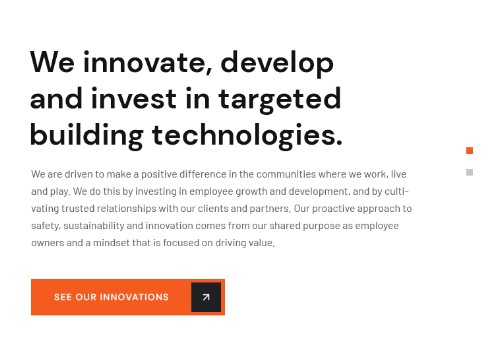 We innovate, develop
and invest in targeted
building technologies.
We are driven to make a positive difference in the communities where we work, live
and play. We do this by investing in employee growth and development, and by culti-
vating trusted relationships with our clients and partners. Our proactive approach to
safety, sustainability and innovation comes from our shared purpose as employee
owners and a mindset that is focused on driving value.
SEE OUR INNOVATIONS